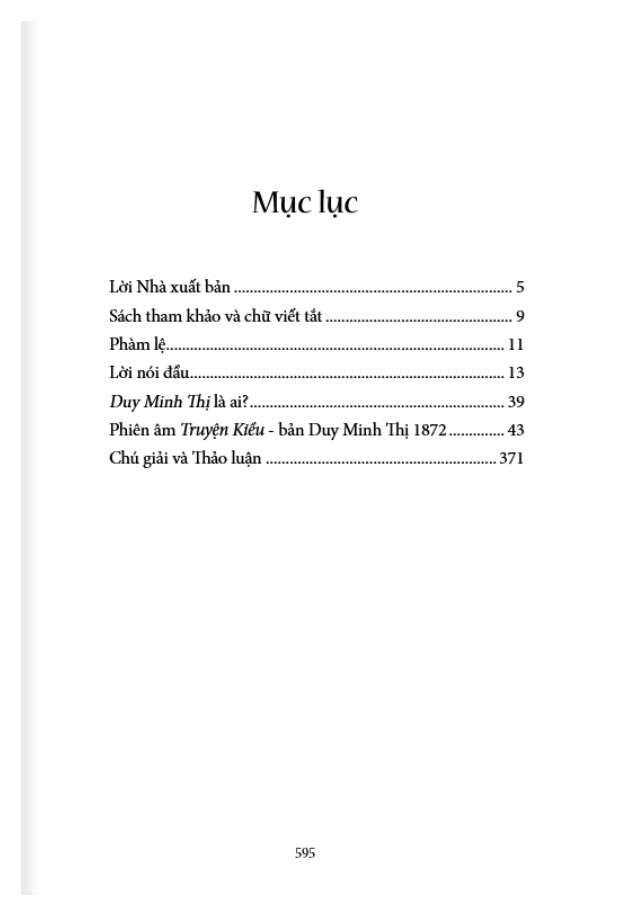 Mục lục
Lời Nhà xuất bản ........................................................................ 5
Sách tham khảo và chữ viết tắt ................................................ 9
Phàm lệ....................................................................................... 11
Lời nói đầu................................................................................. 13
Duy Minh Thị là ai?.................................................................. 39
Phiên âm Truyện Kiều - bản Duy Minh Thị 1872.............. 43
Chú giải và Thảo luận ............................................................ 371
595